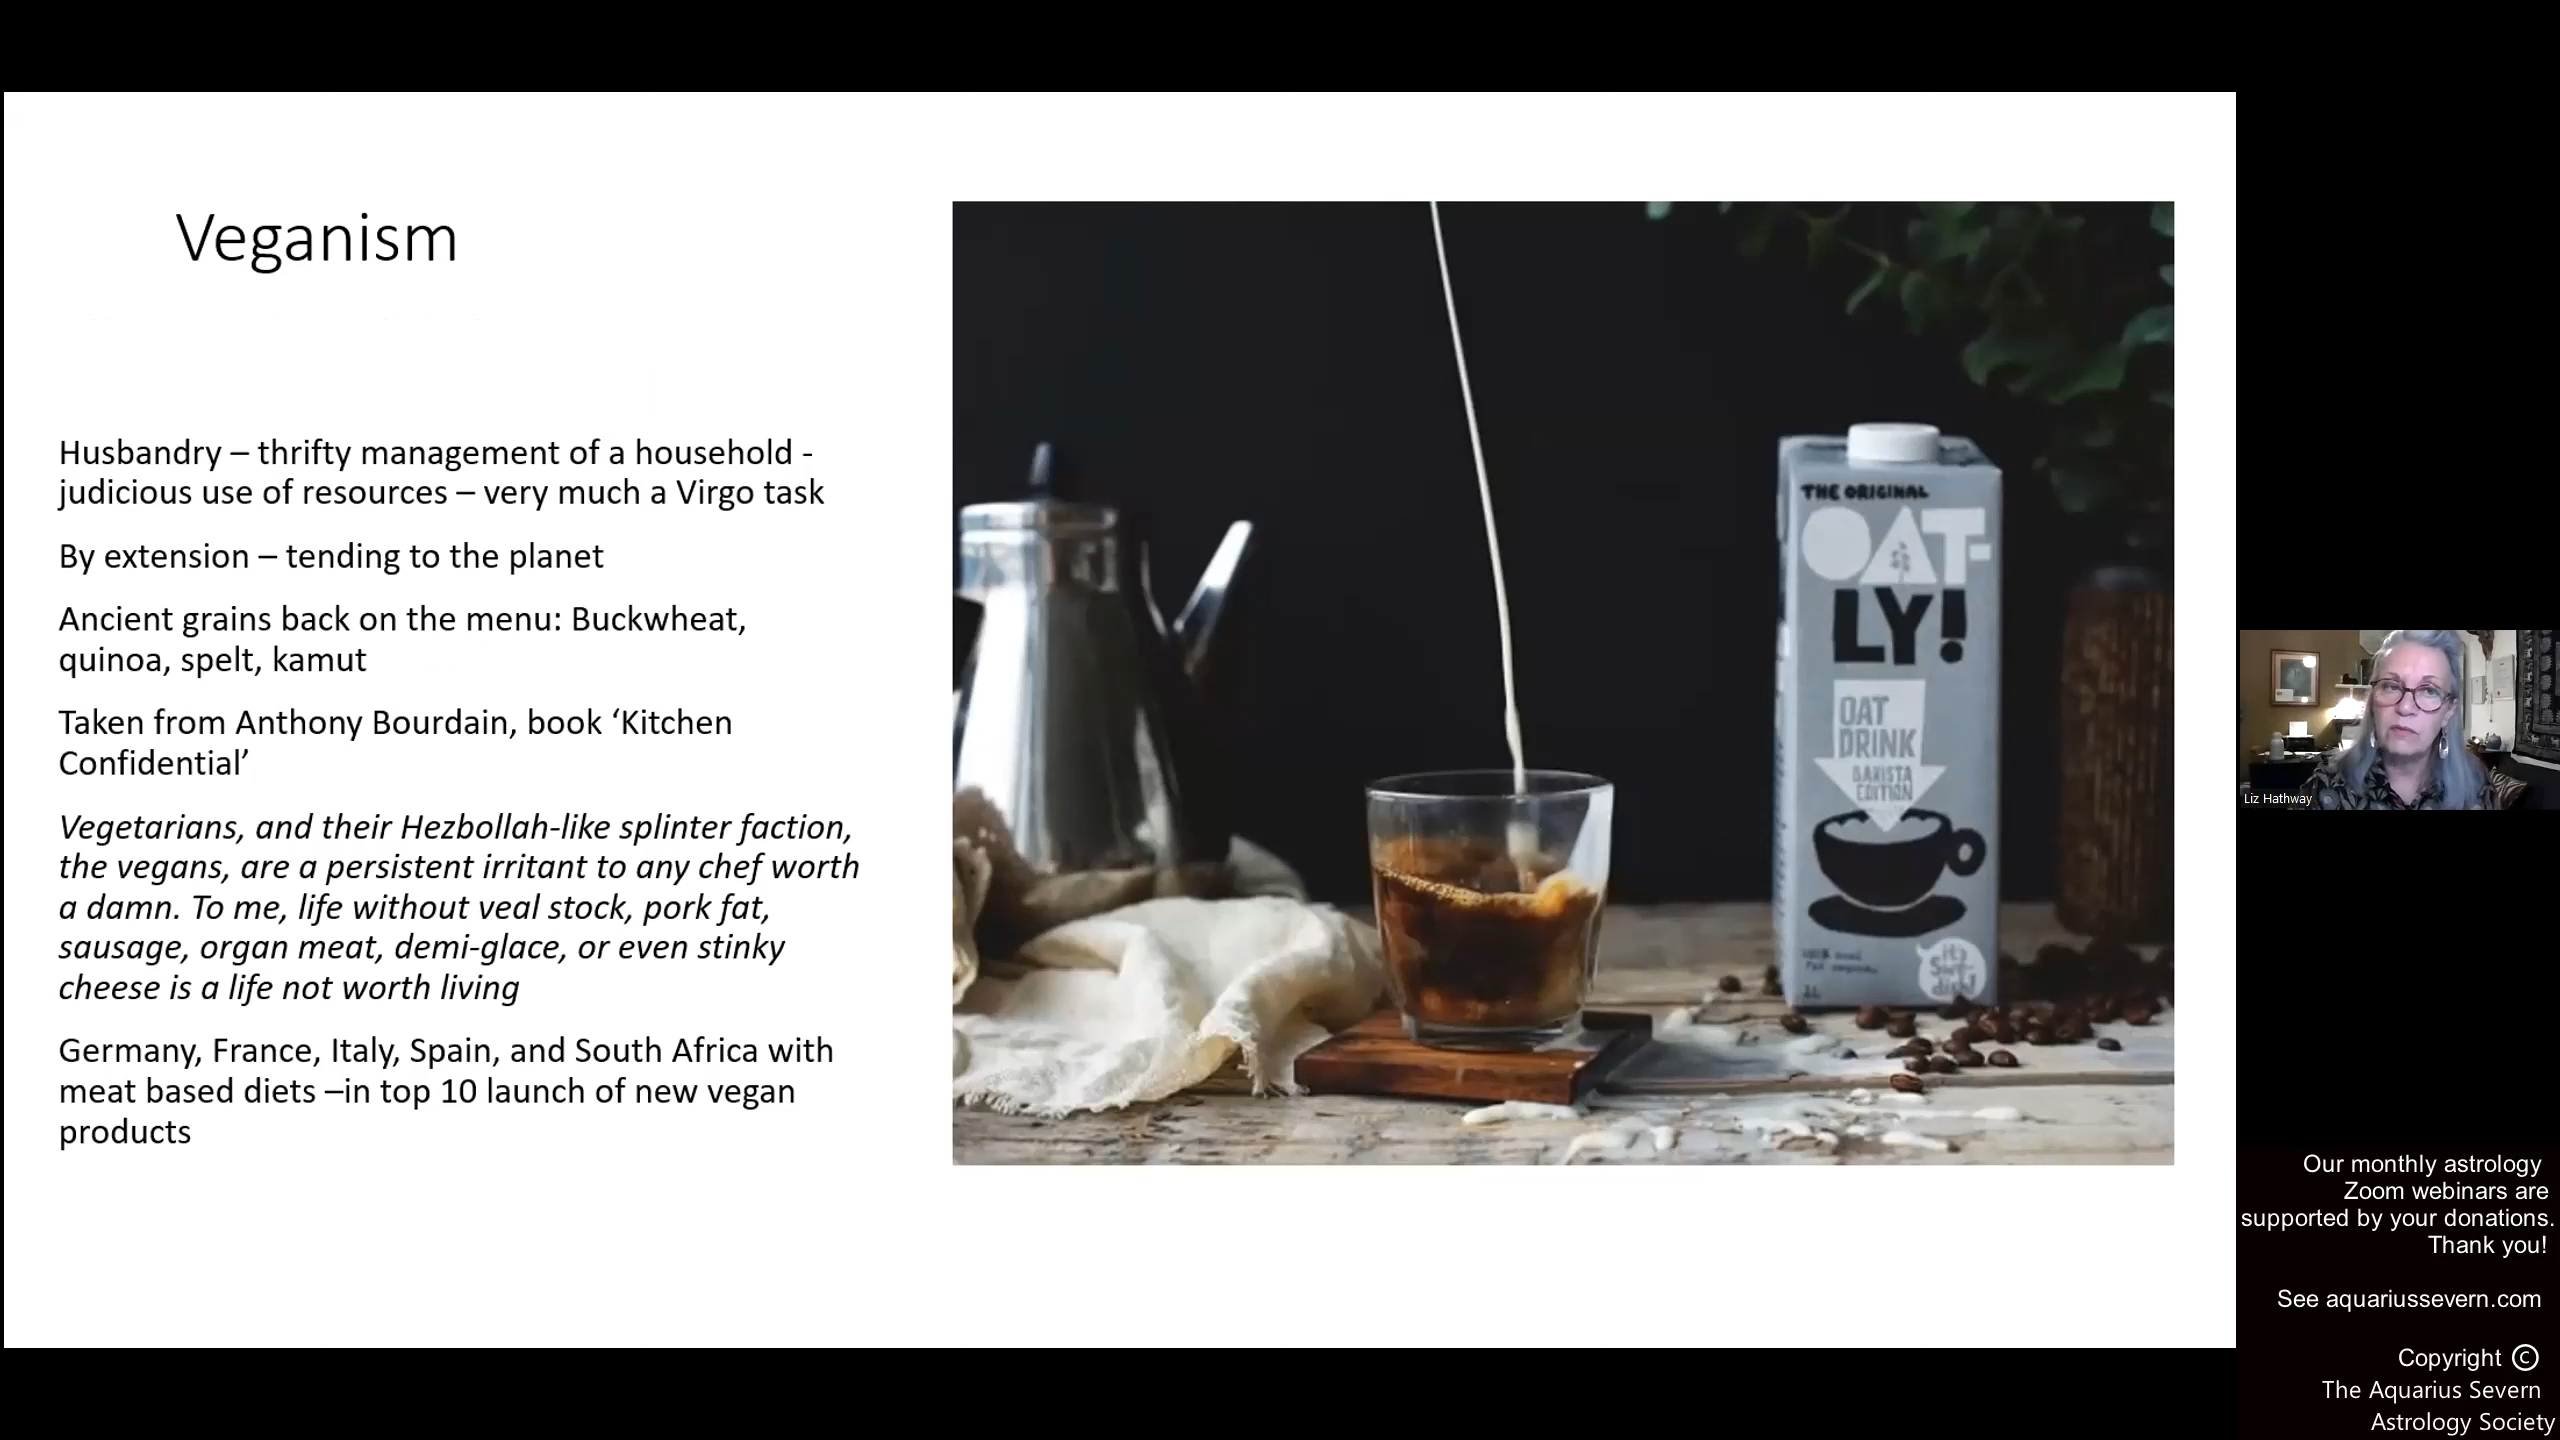 Veganism
Husbandry – thrifty management of a household -
judicious use of resources – very much a Virgo task
By extension – tending to the planet
Ancient grains back on the menu: Buckwheat,
quinoa, spelt, kamut
Taken from Anthony Bourdain, book ‘Kitchen
Confidential’
Vegetarians, and their Hezbollah-like splinter faction,
the vegans, are a persistent irritant to any chef worth
a damn. To me, life without veal stock, pork fat,
sausage, organ meat, demi-glace, or even stinky
cheese is a life not worth living
Germany, France, Italy, Spain, and South Africa with
meat based diets –in top 10 launch of new vegan
products
THE ORIGINAL
OAT-
LY!
OAT
DRINK
BARISTA
EDITION
it's
Swe-
dish!
1L
Liz Hathway
Our monthly astrology
Zoom webinars are
supported by your donations.
Thank you!
See aquariussevern.com
Copyright ©
The Aquarius Severn
Astrology Society